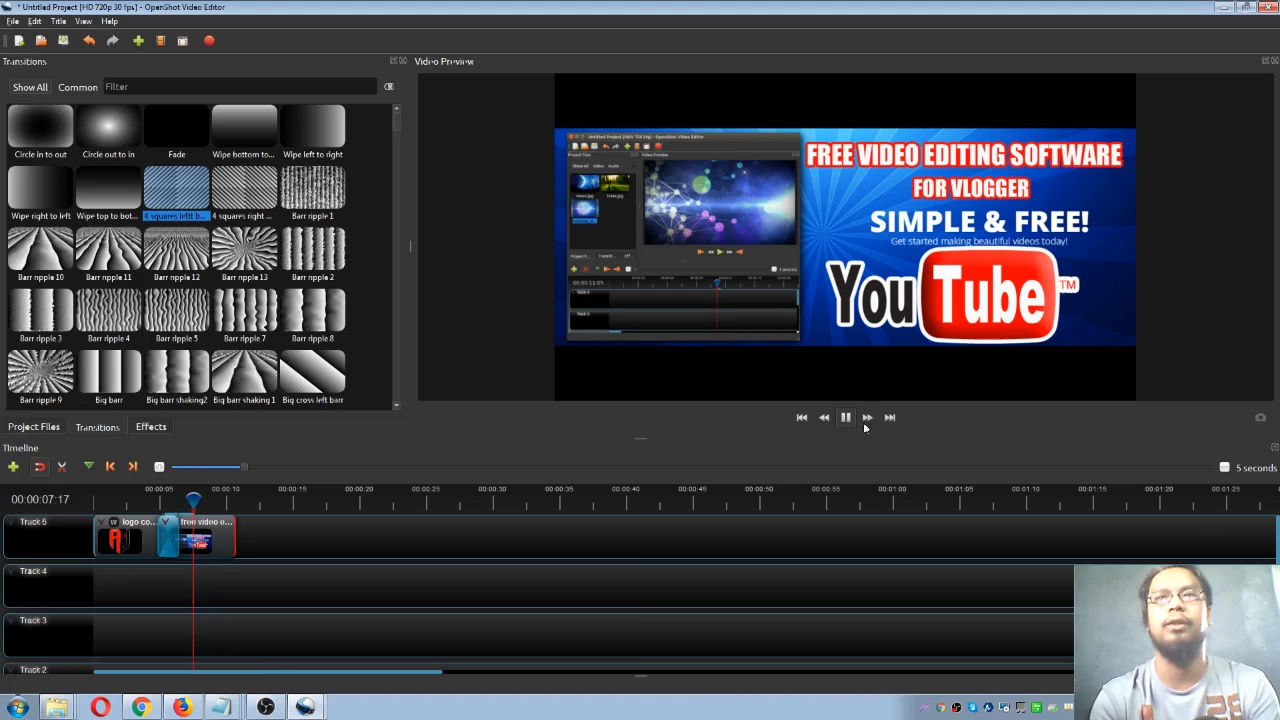 * Untitled Project [HD 720p 30 fps] - OpenShot Video Editor
File Edit Title View Help
Transitions
Video Preview
Show All Common Filter
Circle in to out Circle out to in Fade Wipe bottom to... Wipe left to right
Wipe right to left Wipe top to bot... 4 squares left b... 4 squares right ... Barr ripple 1
Barr ripple 10 Barr ripple 11 Barr ripple 12 Barr ripple 13 Barr ripple 2
Barr ripple 3 Barr ripple 4 Barr ripple 5 Barr ripple 7 Barr ripple 8
Barr ripple 9 Big barr Big barr shaking2 Big barr shaking 1 Big cross left barr
FREE VIDEO EDITING SOFTWARE
FOR VLOGGER
SIMPLE & FREE!
Get started making beautiful videos today!
YouTube TM
Project Files Transitions Effects
Timeline
5 seconds
00:00:07:17
00:00:05 00:00:10 00:00:15 00:00:20 00:00:25 00:00:30 00:00:35 00:00:40 00:00:45 00:00:50 00:00:55 00:01:00 00:01:05 00:01:10 00:01:15 00:01:20 00:01:25
Track 5 logo co... free video e...
Track 4
Track 3
Track 2